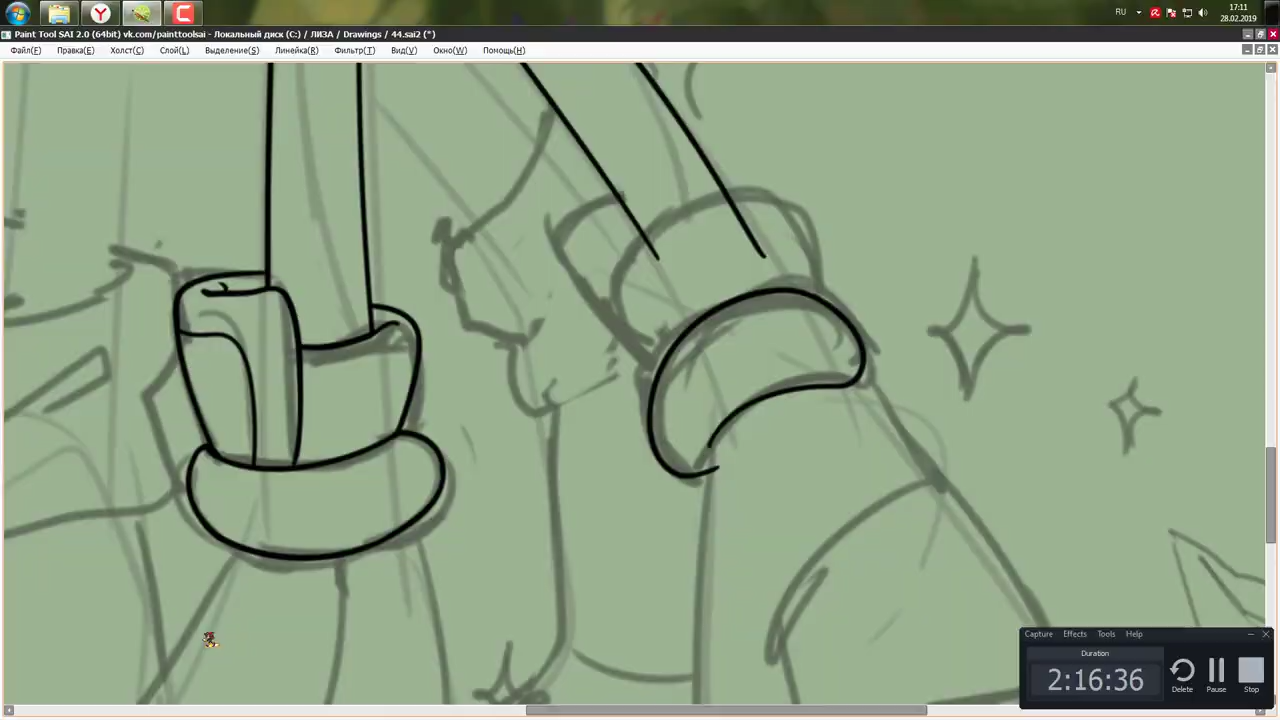 RU
17:11
28.02.2019
Paint Tool SAI 2.0 (64bit) vk.com/painttoolsai - Локальный диск (C:) / ЛИЗА / Drawings / 44.sai2 (*)
Файл(F) Правка(E) Холст(C) Слой(L) Выделение(S) Линейка(R) Фильтр(T) Вид(V) Окно(W) Помощь(H)
Capture Effects Tools Help
Duration
2:16:36
Delete Pause Stop